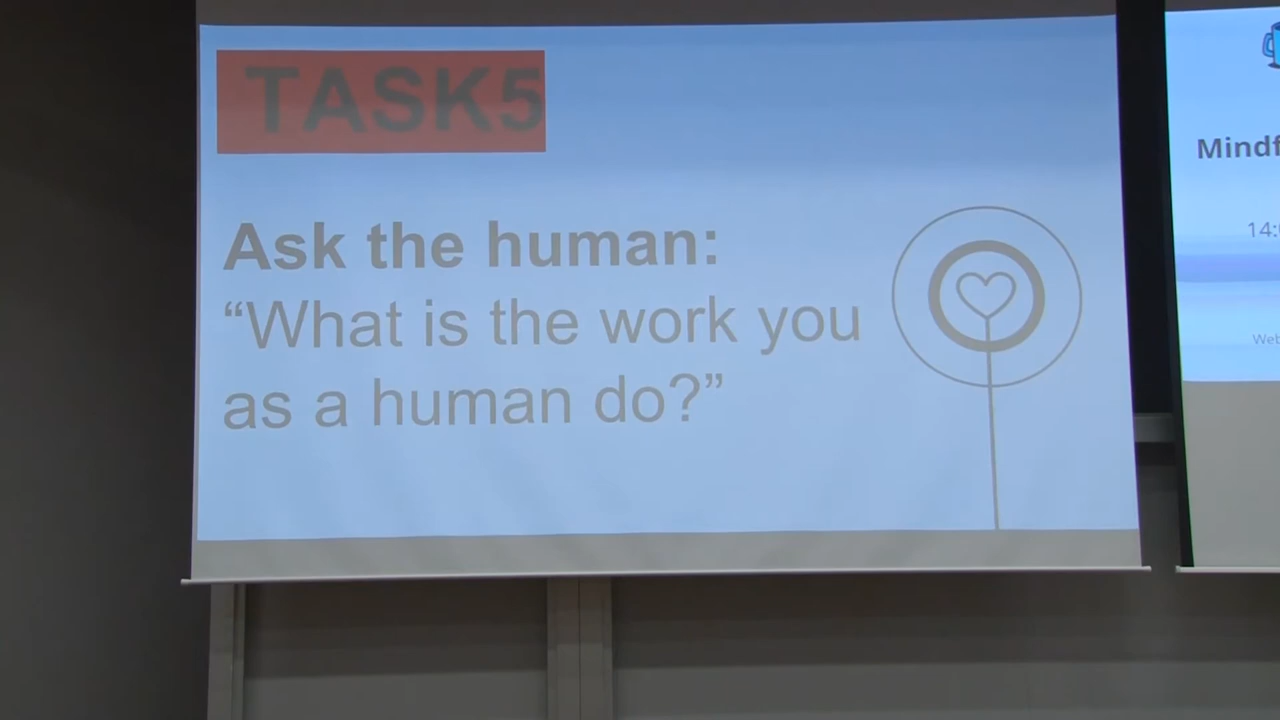 TASK5
Ask the human:
“What is the work you
as a human do?”